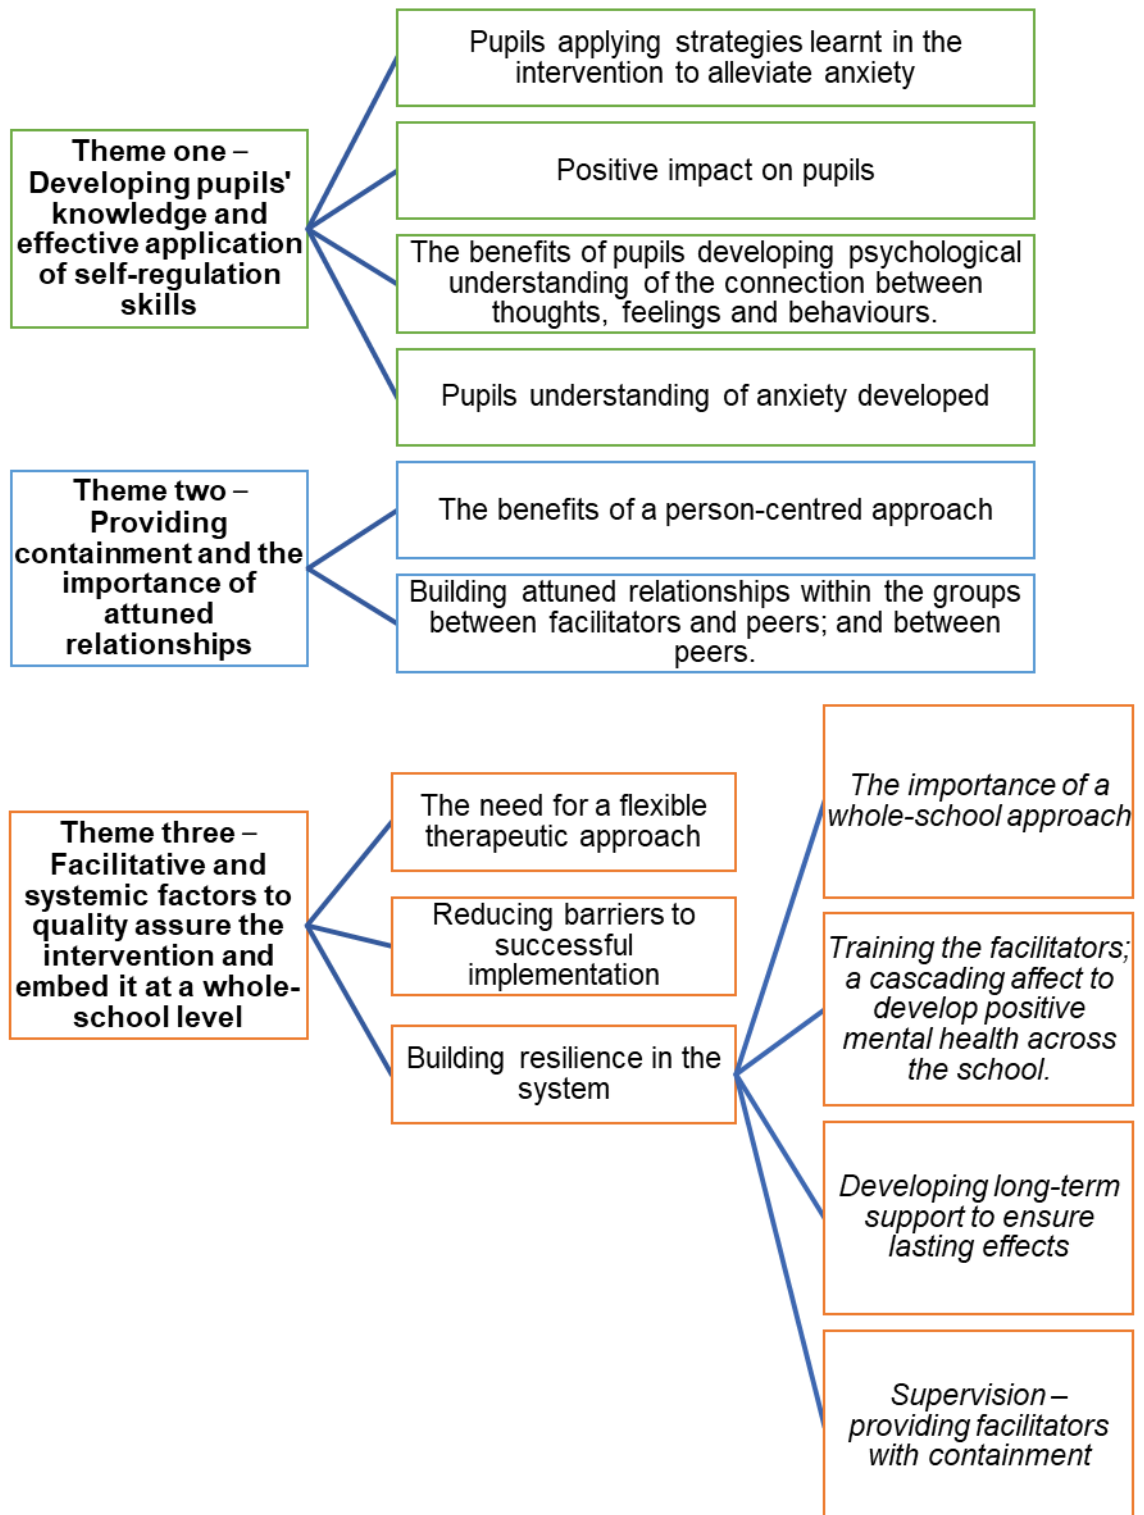 Theme one –
Developing pupils'
knowledge and
effective application
of self-regulation
skills
Pupils applying strategies learnt in the
intervention to alleviate anxiety
Positive impact on pupils
The benefits of pupils developing psychological
understanding of the connection between
thoughts, feelings and behaviours.
Pupils understanding of anxiety developed
Theme two –
Providing
containment and the
importance of
attuned
relationships
The benefits of a person-centred approach
Building attuned relationships within the groups
between facilitators and peers; and between
peers.
Theme three –
Facilitative and
systemic factors to
quality assure the
intervention and
embed it at a whole-
school level
The need for a flexible
therapeutic approach
Reducing barriers to
successful
implementation
Building resilience in the
system
The importance of a
whole-school approach
Training the facilitators;
a cascading affect to
develop positive
mental health across
the school.
Developing long-term
support to ensure
lasting effects
Supervision –
providing facilitators
with containment